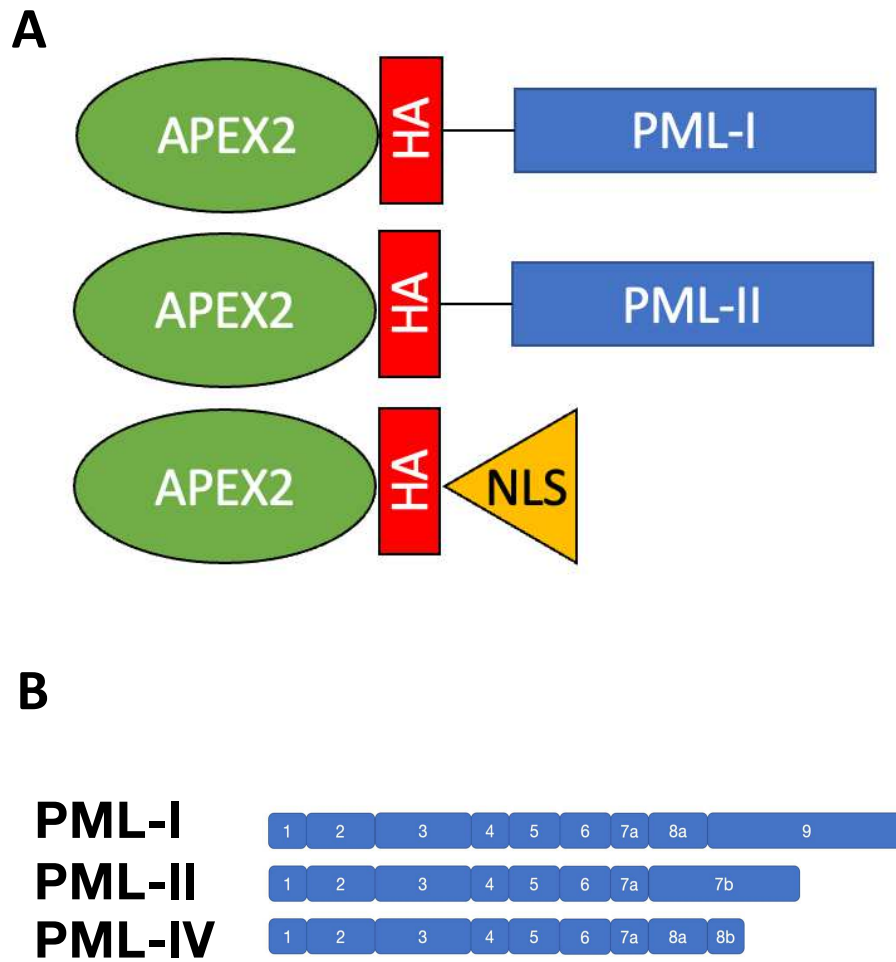 A
APEX2 HA PML-I
APEX2 HA PML-II
APEX2 HA NLS
B
PML-I 1 2 3 4 5 6 7a 8a 9
PML-II 1 2 3 4 5 6 7a 7b
PML-IV 1 2 3 4 5 6 7a 8a 8b